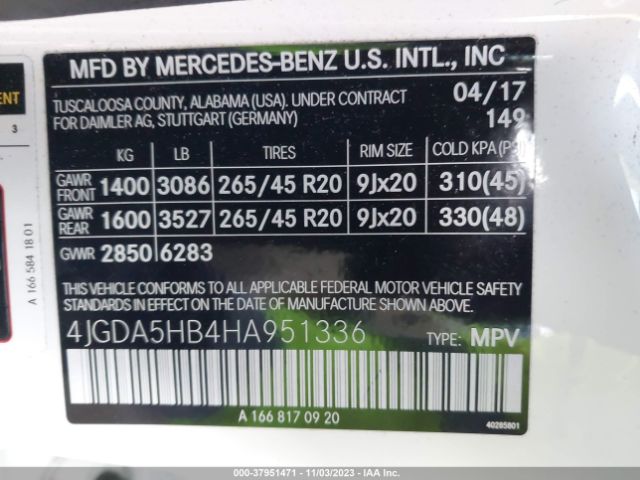 MFD BY MERCEDES-BENZ U.S. INTL., INC
TUSCALOOSA COUNTY, ALABAMA (USA). UNDER CONTRACT 04/17
FOR DAIMLER AG, STUTTGART (GERMANY) 149
KG LB TIRES RIM SIZE COLD KPA (PSI)
GAWR FRONT 1400 3086 265/45 R20 9Jx20 310(45)
GAWR REAR 1600 3527 265/45 R20 9Jx20 330(48)
GVWR 2850 6283
THIS VEHICLE CONFORMS TO ALL APPLICABLE FEDERAL MOTOR VEHICLE SAFETY
STANDARDS IN EFFECT ON THE DATE OF MANUFACTURE SHOWN ABOVE.
4JGDA5HB4HA951336 TYPE: MPV
A 166 817 09 20
40285801
A 166 584 18 01
3
000-37951471 - 11/03/2023 - IAAI.COM